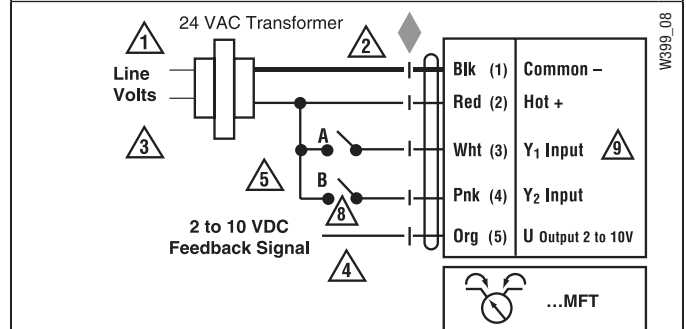 24 VAC Transformer
W399_08
1
2
Line
Volts
3
Blk (1) Common –
Red (2) Hot +
A
Wht (3) Y1 Input 9
5
B
Pnk (4) Y2 Input
8
2 to 10 VDC
Feedback Signal
Org (5) U Output 2 to 10V
4
...MFT